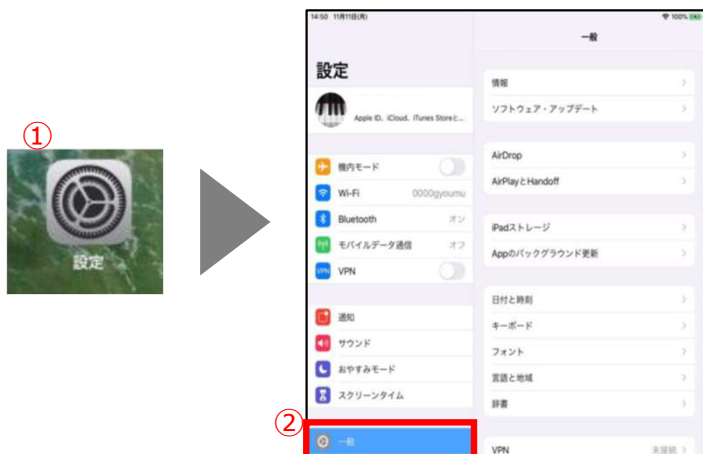 ①
設定
14:50 11月11日(月)
100%
一般
設定
Apple ID、iCloud、iTunes Storeと...
機内モード
Wi-Fi 0000gyoumu
Bluetooth オン
モバイルデータ通信 オフ
VPN VPN
通知
サウンド
おやすみモード
スクリーンタイム
②
一般
情報
ソフトウェア・アップデート
AirDrop
AirPlayとHandoff
iPadストレージ
Appのバックグラウンド更新
日付と時刻
キーボード
フォント
言語と地域
辞書
VPN 未接続